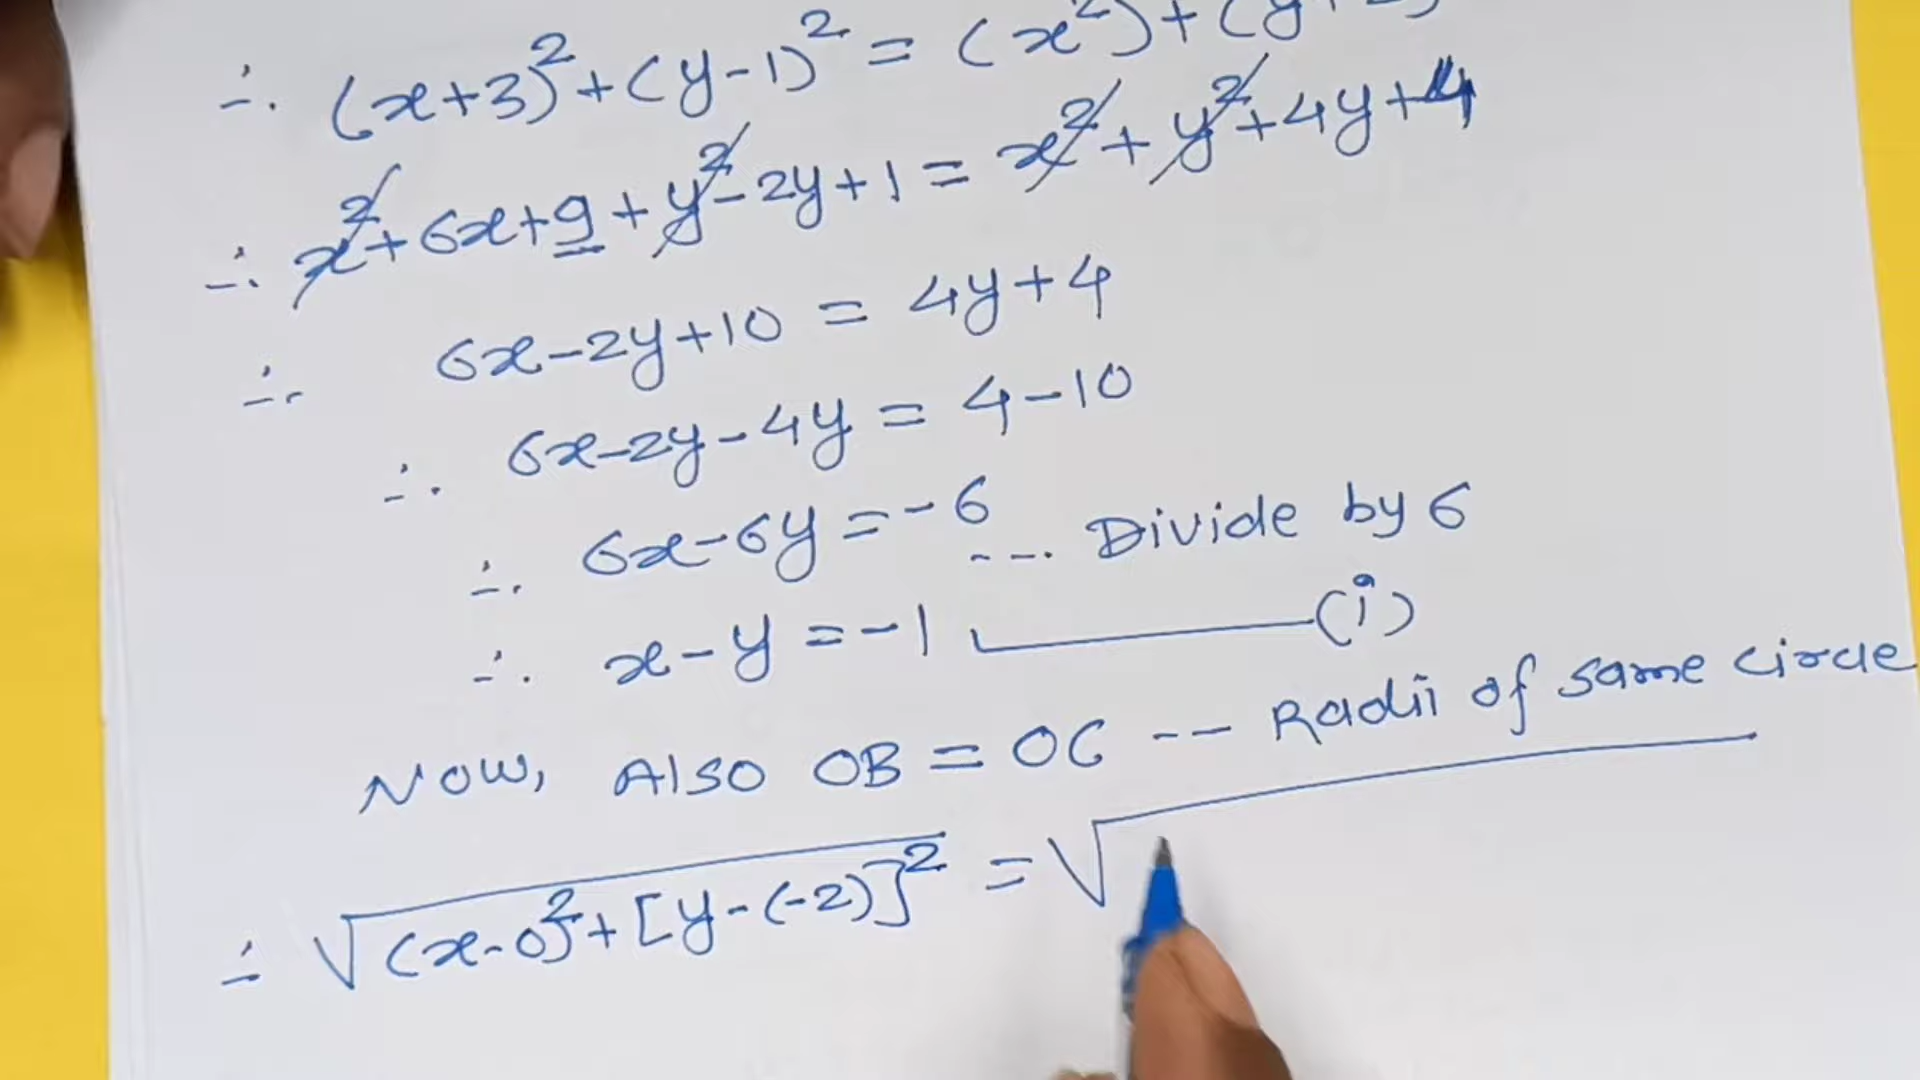 ∴ (x+3)²+(y-1)² = (x²)+(y+2)
∴ x²+6x+9+y²-2y+1 = x²+y²+4y+4
∴ 6x-2y+10 = 4y+4
∴ 6x-2y-4y = 4-10
∴ 6x-6y = -6 --- Divide by 6
∴ x-y = -1 (i)
Now, Also OB = OC -- Radii of same circle
∴ √(x-0)²+[y-(-2)]² = √